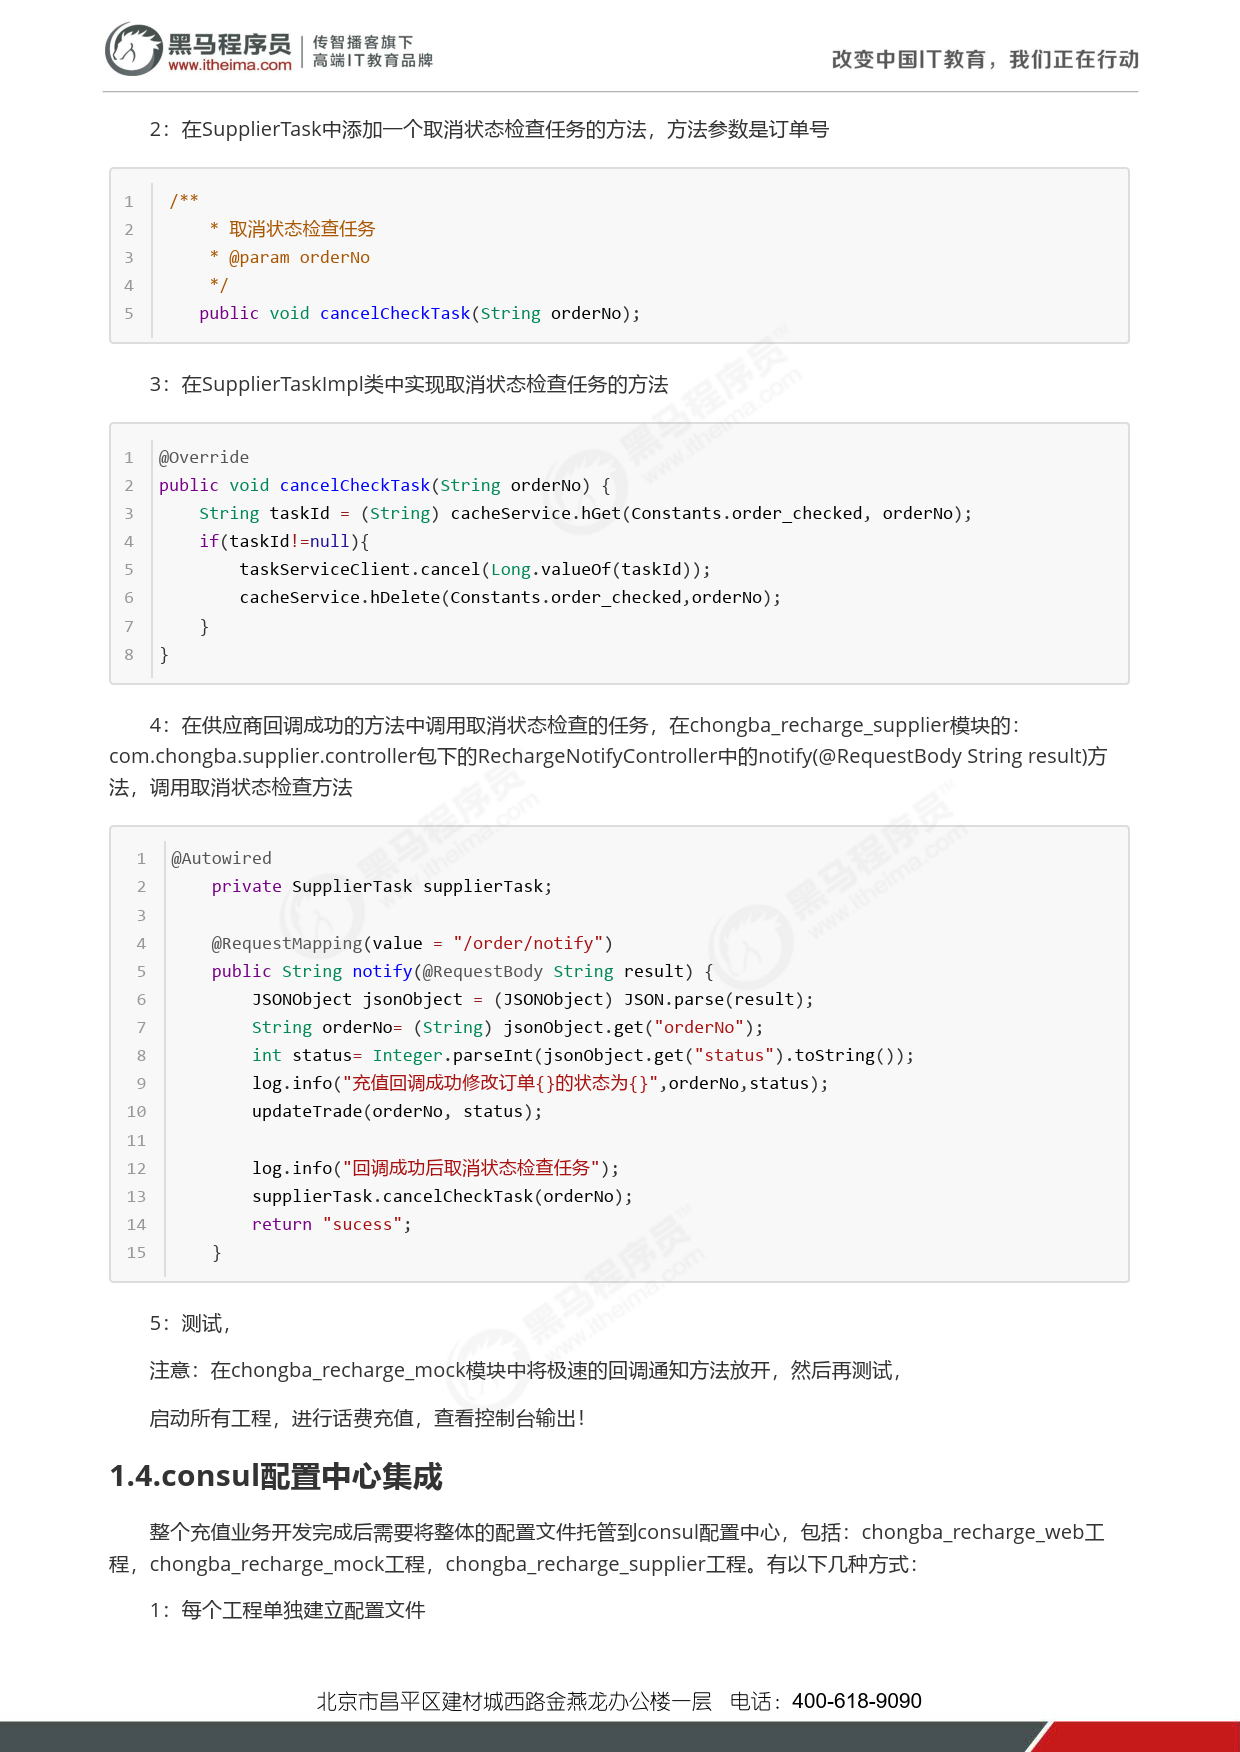 黑马程序员
www.itheima.com
传智播客旗下
高端IT教育品牌
改变中国IT教育，我们正在行动
2：在SupplierTask中添加一个取消状态检查任务的方法，方法参数是订单号
1 /**
2 * 取消状态检查任务
3 * @param orderNo
4 */
5 public void cancelCheckTask(String orderNo);
3：在SupplierTaskImpl类中实现取消状态检查任务的方法
1 @Override
2 public void cancelCheckTask(String orderNo) {
3 String taskId = (String) cacheService.hGet(Constants.order_checked, orderNo);
4 if(taskId!=null){
5 taskServiceClient.cancel(Long.valueOf(taskId));
6 cacheService.hDelete(Constants.order_checked,orderNo);
7 }
8 }
4：在供应商回调成功的方法中调用取消状态检查的任务，在chongba_recharge_supplier模块的：
com.chongba.supplier.controller包下的RechargeNotifyController中的notify(@RequestBody String result)方
法，调用取消状态检查方法
1 @Autowired
2 private SupplierTask supplierTask;
3
4 @RequestMapping(value = "/order/notify")
5 public String notify(@RequestBody String result) {
6 JSONObject jsonObject = (JSONObject) JSON.parse(result);
7 String orderNo= (String) jsonObject.get("orderNo");
8 int status= Integer.parseInt(jsonObject.get("status").toString());
9 log.info("充值回调成功修改订单{}的状态为{}",orderNo,status);
10 updateTrade(orderNo, status);
11
12 log.info("回调成功后取消状态检查任务");
13 supplierTask.cancelCheckTask(orderNo);
14 return "sucess";
15 }
5：测试，
注意：在chongba_recharge_mock模块中将极速的回调通知方法放开，然后再测试，
启动所有工程，进行话费充值，查看控制台输出！
1.4.consul配置中心集成
整个充值业务开发完成后需要将整体的配置文件托管到consul配置中心，包括：chongba_recharge_web工
程，chongba_recharge_mock工程，chongba_recharge_supplier工程。有以下几种方式：
1：每个工程单独建立配置文件
北京市昌平区建材城西路金燕龙办公楼一层 电话：400-618-9090